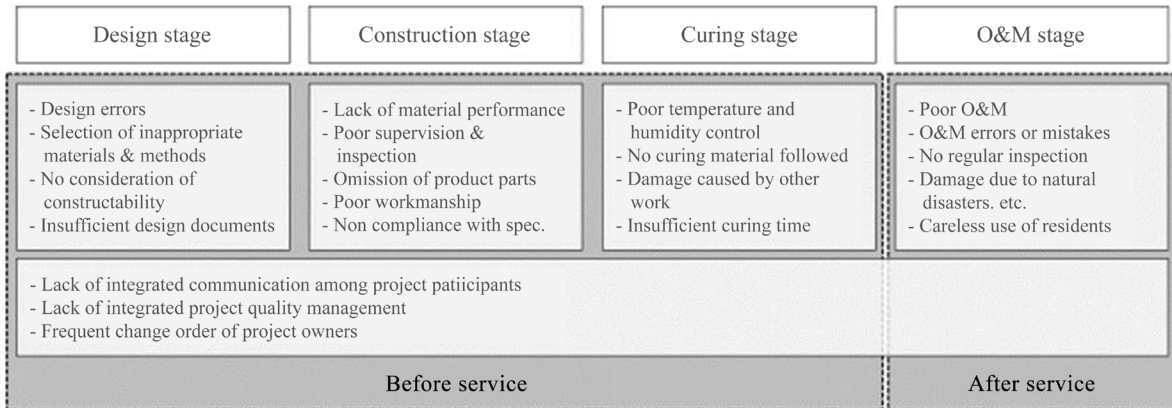 Design stage
Construction stage
Curing stage
O&M stage
- Design errors
- Selection of inappropriate
materials & methods
- No consideration of
constructability
- Insufficient design documents
- Lack of material performance
- Poor supervision &
inspection
- Omission of product parts
- Poor workmanship
- Non compliance with spec.
- Poor temperature and
humidity control
- No curing material followed
- Damage caused by other
work
- Insufficient curing time
- Poor O&M
- O&M errors or mistakes
- No regular inspection
- Damage due to natural
disasters. etc.
- Careless use of residents
- Lack of integrated communication among project patiicipants
- Lack of integrated project quality management
- Frequent change order of project owners
Before service
After service